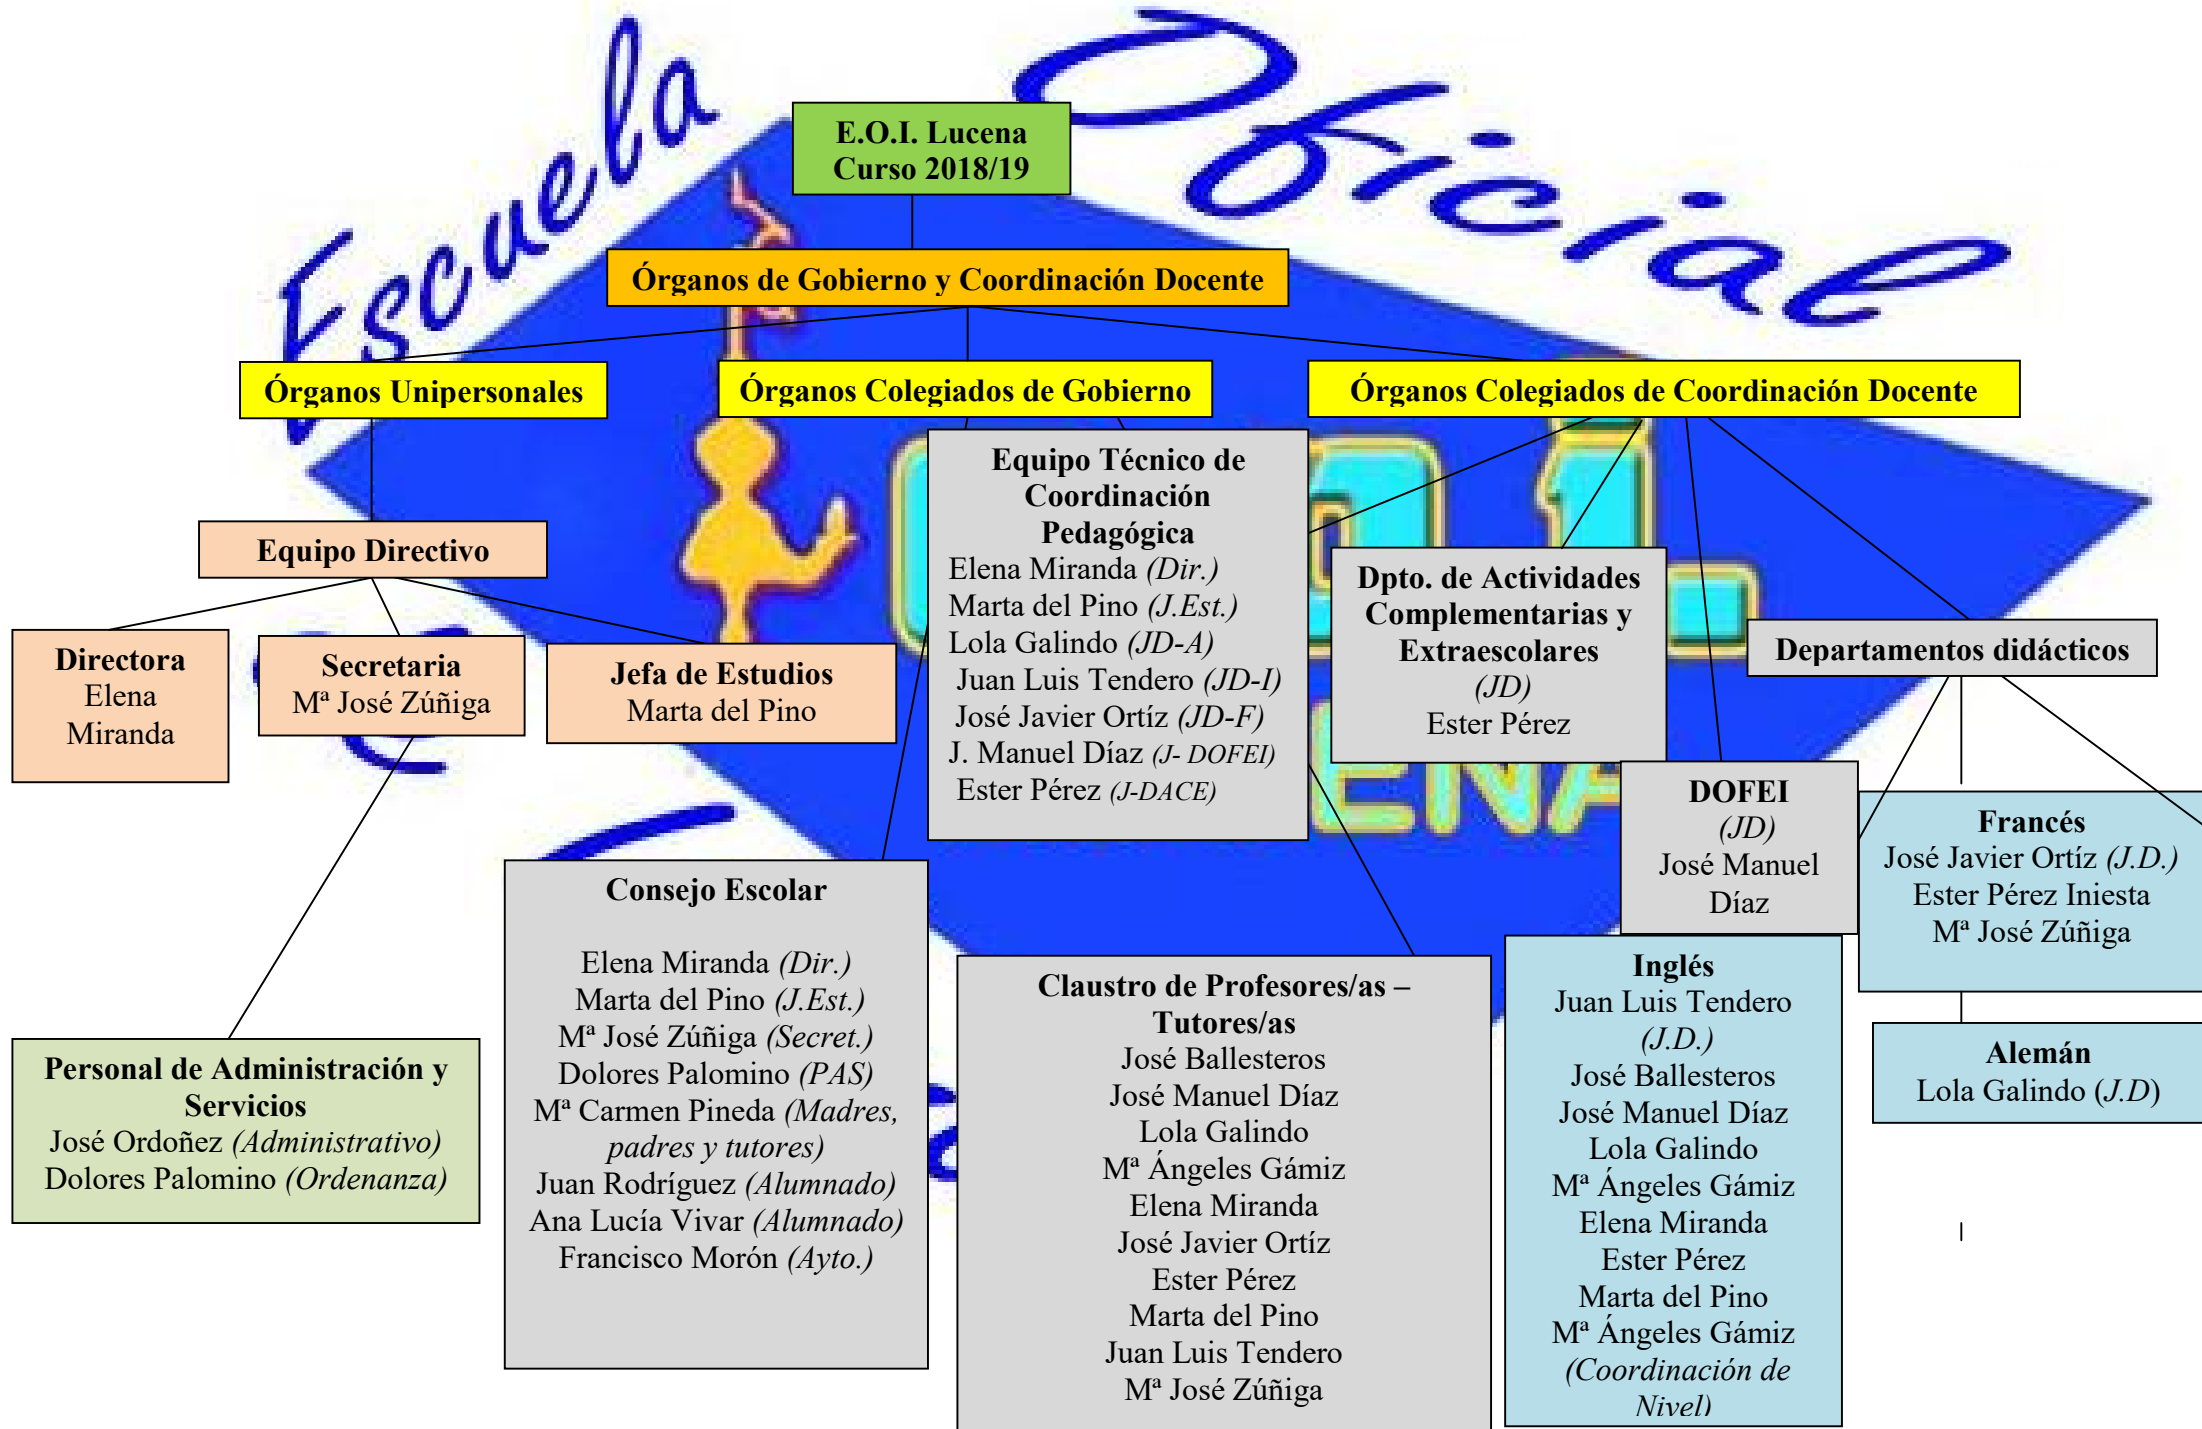 Escuela Oficial
E.O.I. Lucena
Curso 2018/19
Órganos de Gobierno y Coordinación Docente
Órganos Unipersonales
Órganos Colegiados de Gobierno
Órganos Colegiados de Coordinación Docente
Equipo Directivo
Directora
Elena
Miranda
Secretaria
Mª José Zúñiga
Jefa de Estudios
Marta del Pino
Personal de Administración y
Servicios
José Ordoñez (Administrativo)
Dolores Palomino (Ordenanza)
Equipo Técnico de
Coordinación
Pedagógica
Elena Miranda (Dir.)
Marta del Pino (J.Est.)
Lola Galindo (JD-A)
Juan Luis Tendero (JD-I)
José Javier Ortíz (JD-F)
J. Manuel Díaz (J- DOFEI)
Ester Pérez (J-DACE)
Consejo Escolar
Elena Miranda (Dir.)
Marta del Pino (J.Est.)
Mª José Zúñiga (Secret.)
Dolores Palomino (PAS)
Mª Carmen Pineda (Madres,
padres y tutores)
Juan Rodríguez (Alumnado)
Ana Lucía Vivar (Alumnado)
Francisco Morón (Ayto.)
Claustro de Profesores/as –
Tutores/as
José Ballesteros
José Manuel Díaz
Lola Galindo
Mª Ángeles Gámiz
Elena Miranda
José Javier Ortíz
Ester Pérez
Marta del Pino
Juan Luis Tendero
Mª José Zúñiga
Dpto. de Actividades
Complementarias y
Extraescolares
(JD)
Ester Pérez
DOFEI
(JD)
José Manuel
Díaz
Departamentos didácticos
Inglés
Juan Luis Tendero
(J.D.)
José Ballesteros
José Manuel Díaz
Lola Galindo
Mª Ángeles Gámiz
Elena Miranda
Ester Pérez
Marta del Pino
Mª Ángeles Gámiz
(Coordinación de
Nivel)
Francés
José Javier Ortíz (J.D.)
Ester Pérez Iniesta
Mª José Zúñiga
Alemán
Lola Galindo (J.D)